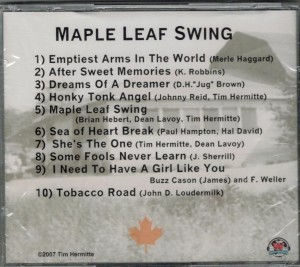 MAPLE LEAF SWING
1) Emptiest Arms In The World (Merle Haggard)
2) After Sweet Memories (K. Robbins)
3) Dreams Of A Dreamer (D.H."Jug" Brown)
4) Honky Tonk Angel (Johnny Reid, Tim Hermitte)
5) Maple Leaf Swing
(Brian Hebert, Dean Lavoy, Tim Hermitte)
6) Sea of Heart Break (Paul Hampton, Hal David)
7) She's The One (Tim Hermitte, Dean Lavoy)
8) Some Fools Never Learn (J. Sherrill)
9) I Need To Have A Girl Like You
Buzz Cason (James) and F. Weller
10) Tobacco Road (John D. Loudermilk)
©2007 Tim Hermitte